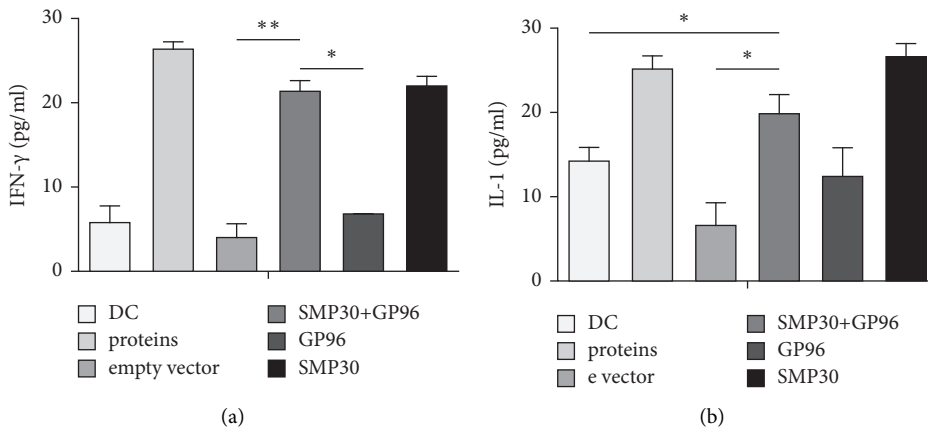 30
20
10
0
IFN-γ (pg/ml)
**
*
DC
proteins
empty vector
SMP30+GP96
GP96
SMP30
(a)
30
20
10
0
IL-1 (pg/ml)
*
*
DC
proteins
e vector
SMP30+GP96
GP96
SMP30
(b)